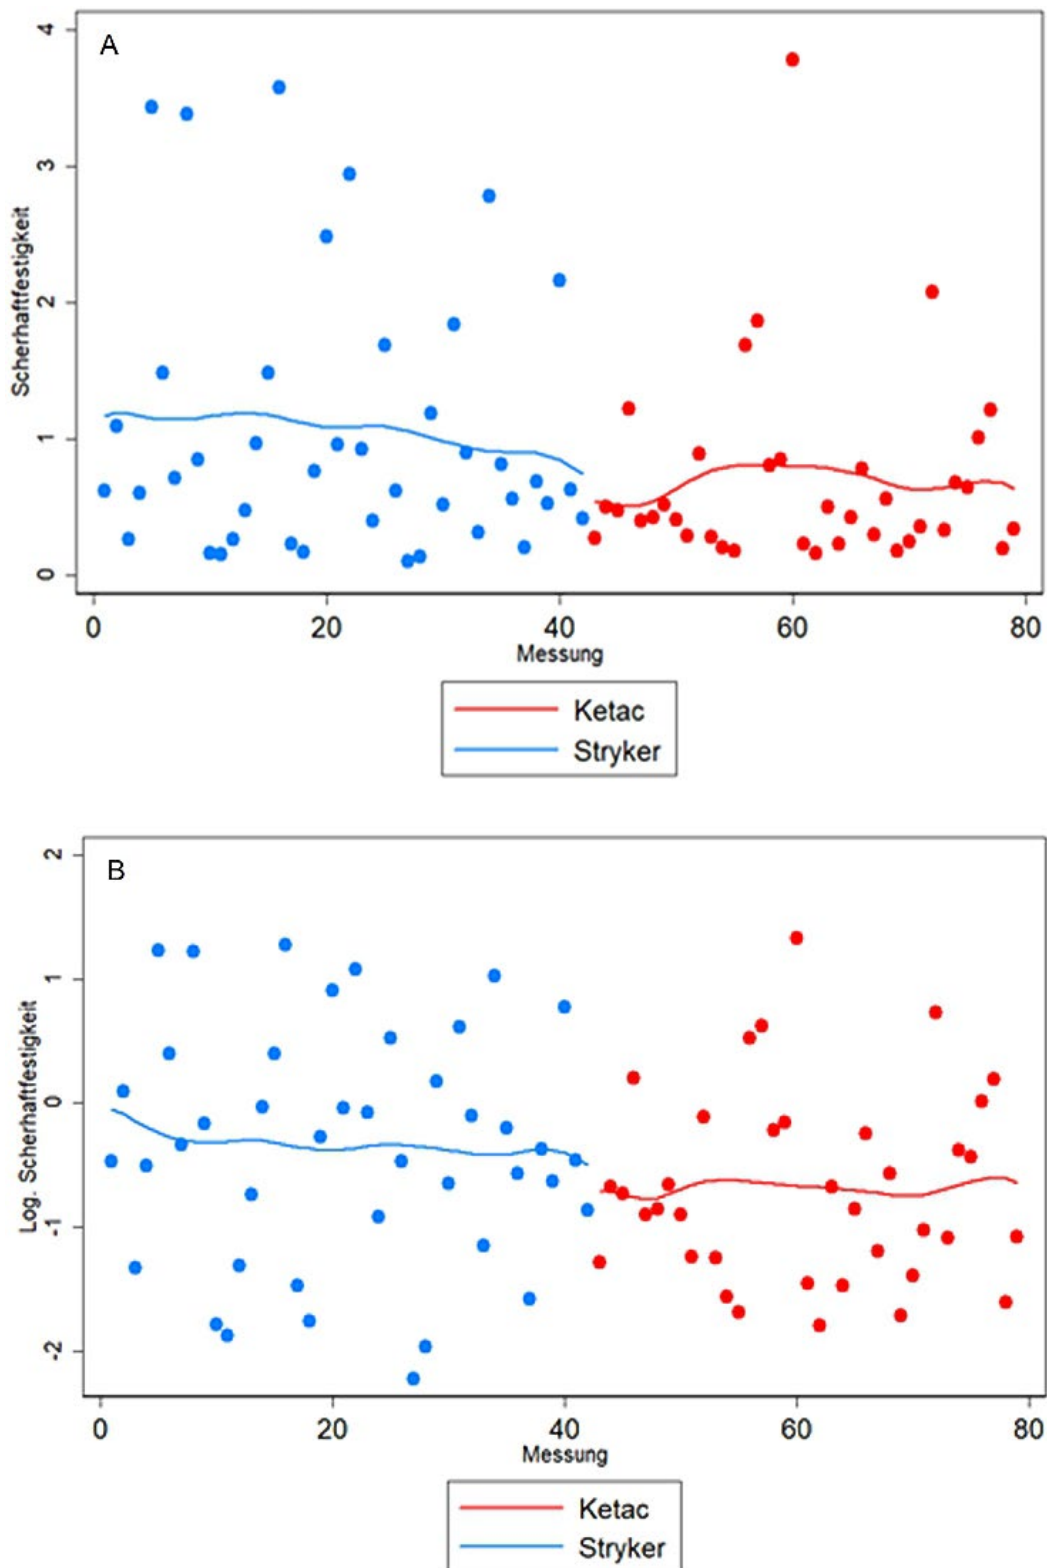 A
4
3
2
1
0
Scherhaftfestigkeit
0 20 40 60 80
Messung
Ketac
Stryker
B
2
1
0
-1
-2
Log. Scherhaftfestigkeit
0 20 40 60 80
Messung
Ketac
Stryker